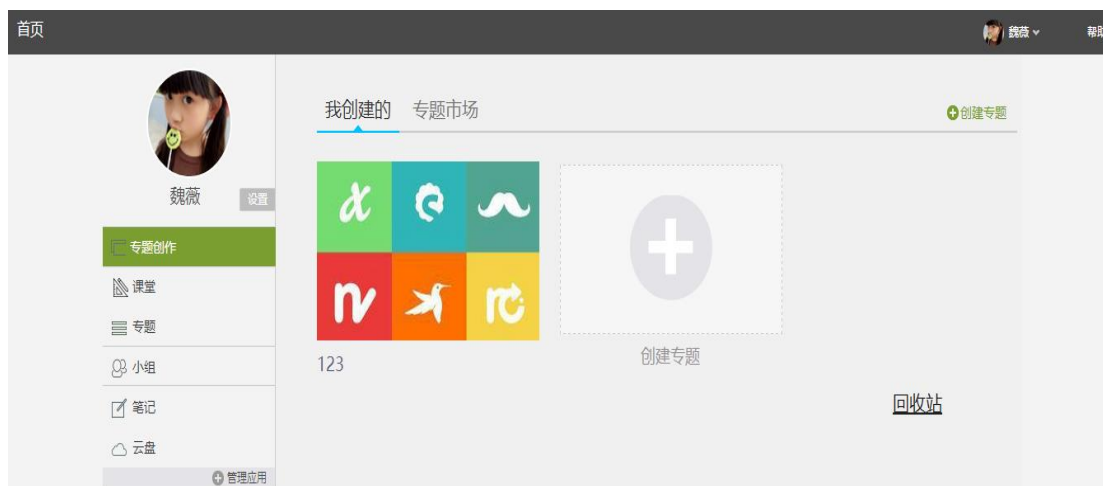 首页
魏薇
帮助
我创建的 专题市场
创建专题
魏薇
设置
专题创作
课堂
专题
小组
笔记
云盘
管理应用
123
创建专题
回收站